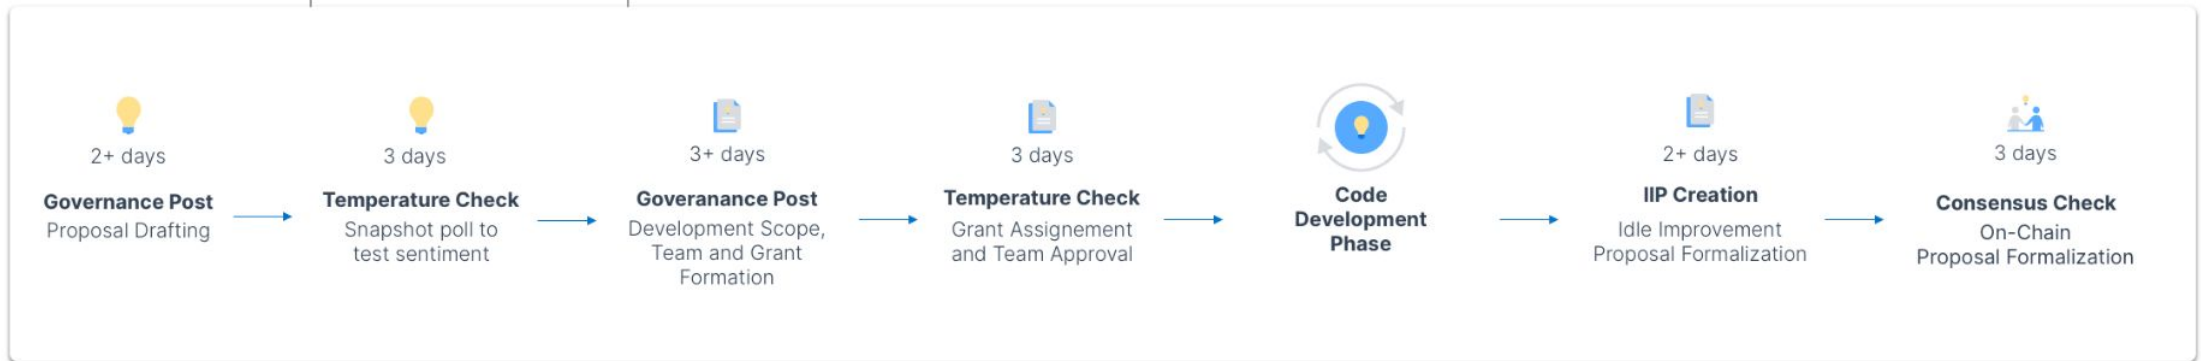 2+ days
Governance Post
Proposal Drafting
3 days
Temperature Check
Snapshot poll to
test sentiment
3+ days
Goveranance Post
Development Scope,
Team and Grant
Formation
3 days
Temperature Check
Grant Assignement
and Team Approval
Code
Development
Phase
2+ days
IIP Creation
Idle Improvement
Proposal Formalization
3 days
Consensus Check
On-Chain
Proposal Formalization